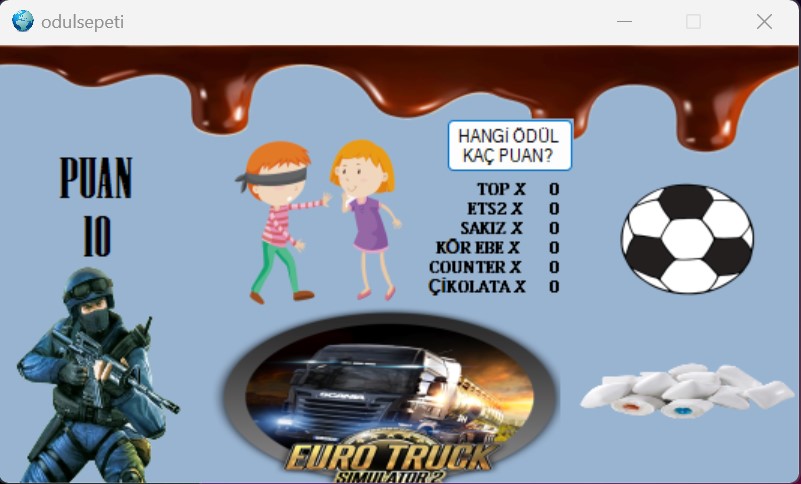 odulsepeti
HANGİ ÖDÜL
KAÇ PUAN?
PUAN
10
TOP X 0
ETS2 X 0
SAKIZ X 0
KÖR EBE X 0
COUNTER X 0
ÇİKOLATA X 0
SCANIA
EURO TRUCK
SIMULATOR 2